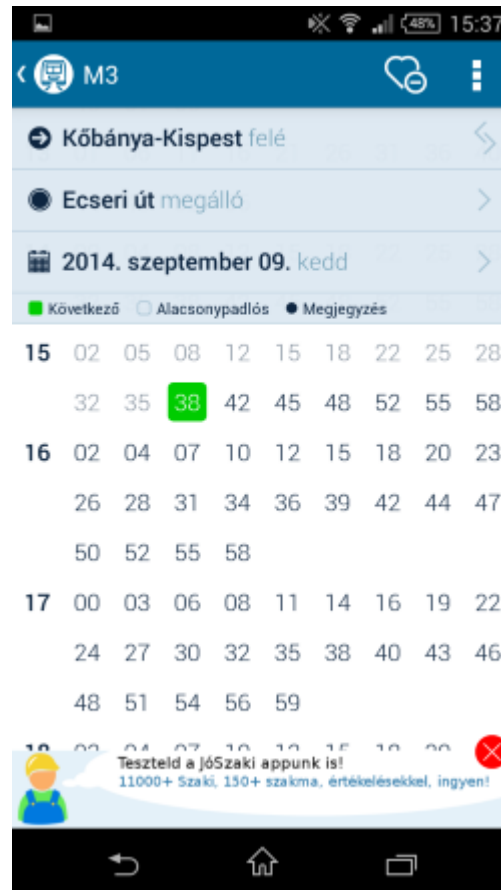 48% 15:37
M3
Kőbánya-Kispest felé
Ecseri út megálló
2014. szeptember 09. kedd
Következő Alacsonypadlós Megjegyzés
15 02 05 08 12 15 18 22 25 28
32 35 38 42 45 48 52 55 58
16 02 04 07 10 12 15 18 20 23
26 28 31 34 36 39 42 44 47
50 52 55 58
17 00 03 06 08 11 14 16 19 22
24 27 30 32 35 38 40 43 46
48 51 54 56 59
Teszteld a JóSzaki appunk is!
11000+ Szaki, 150+ szakma, értékelésekkel, ingyen!